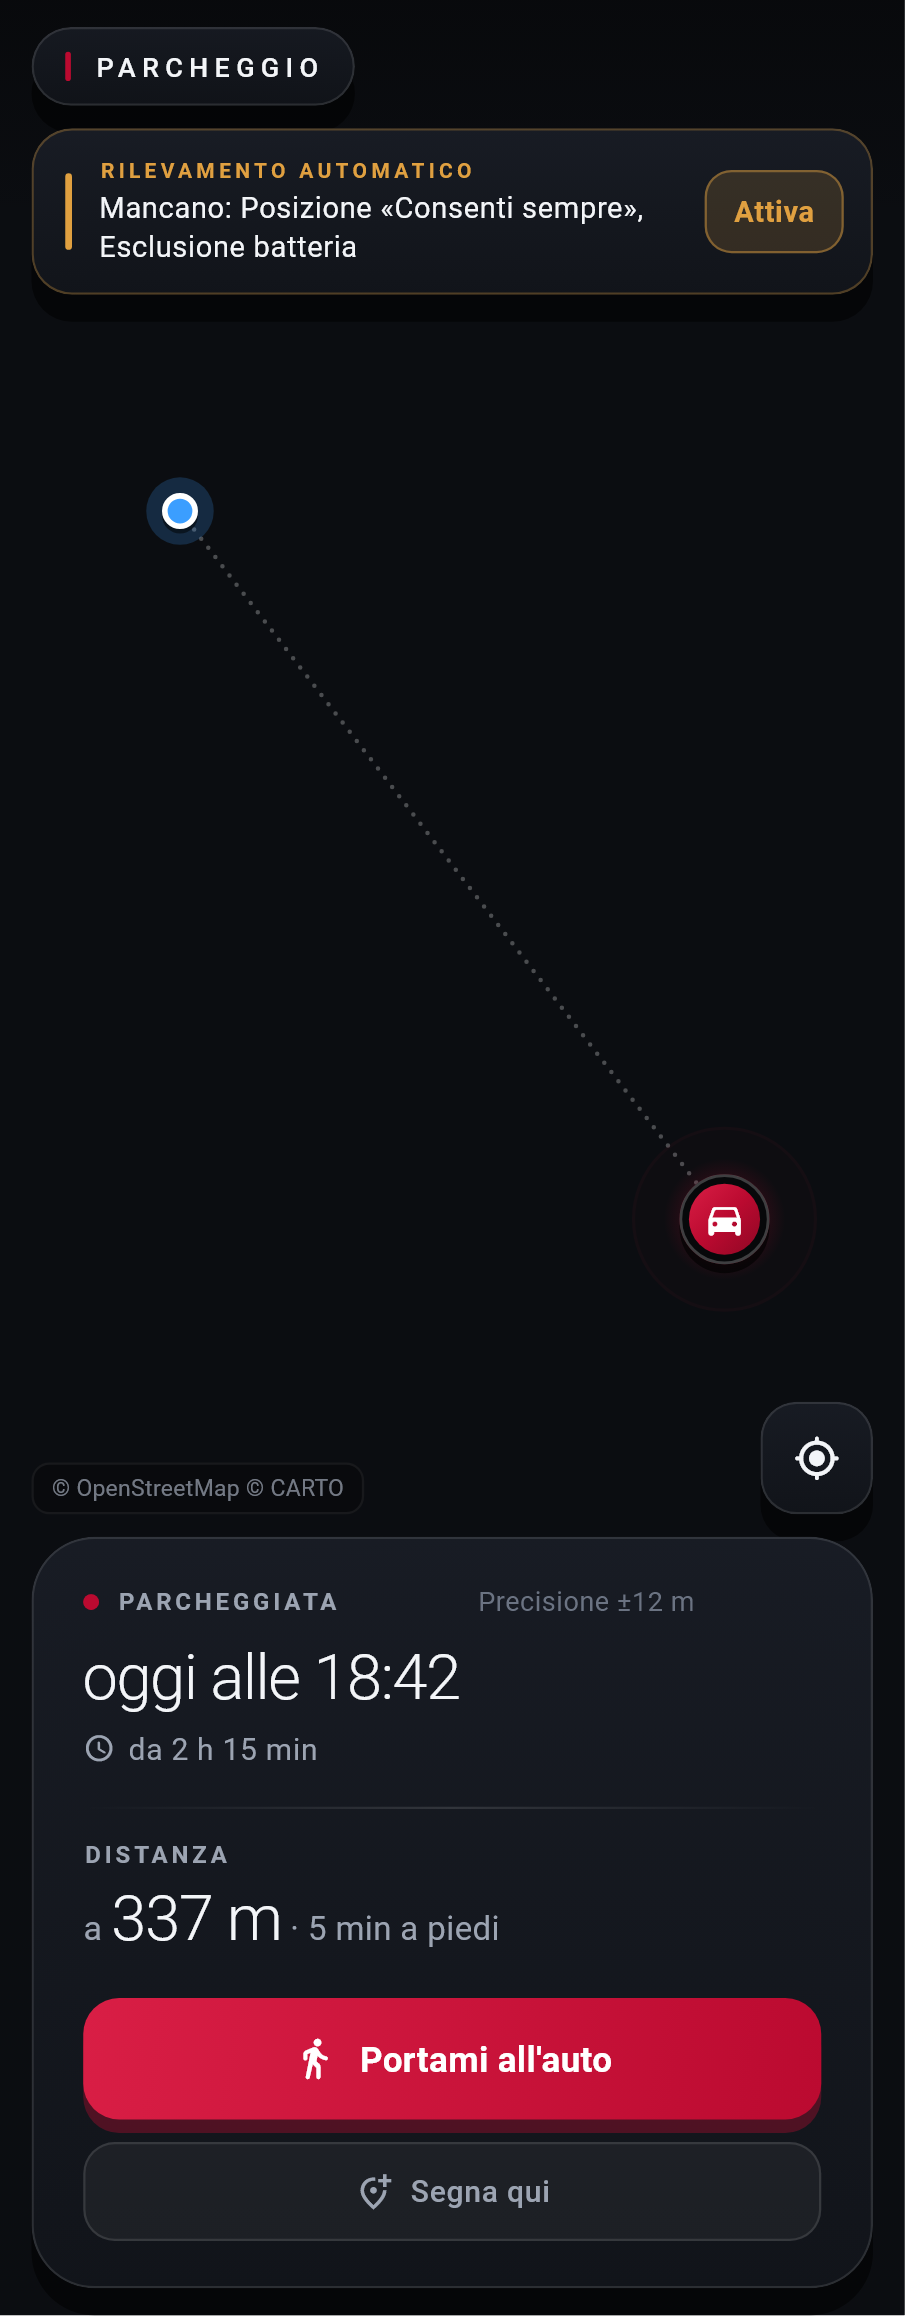 PARCHEGGIO
RILEVAMENTO AUTOMATICO
Mancano: Posizione «Consenti sempre»,
Esclusione batteria
Attiva
© OpenStreetMap © CARTO
PARCHEGGIATA
Precisione ±12 m
oggi alle 18:42
da 2 h 15 min
DISTANZA
a 337 m · 5 min a piedi
Portami all'auto
Segna qui